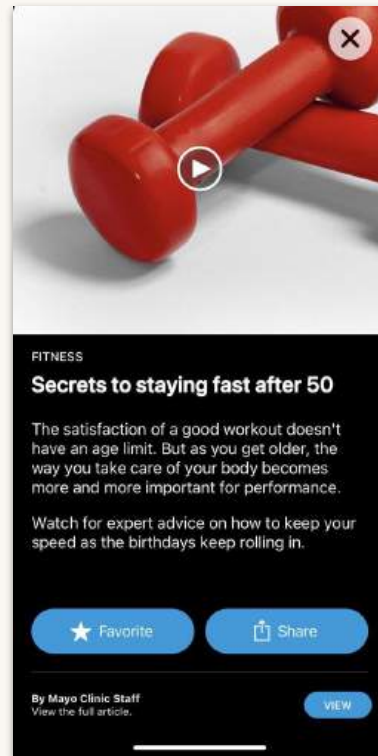 FITNESS
Secrets to staying fast after 50
The satisfaction of a good workout doesn't
have an age limit. But as you get older, the
way you take care of your body becomes
more and more important for performance.
Watch for expert advice on how to keep your
speed as the birthdays keep rolling in.
Favorite
Share
By Mayo Clinic Staff
View the full article.
VIEW